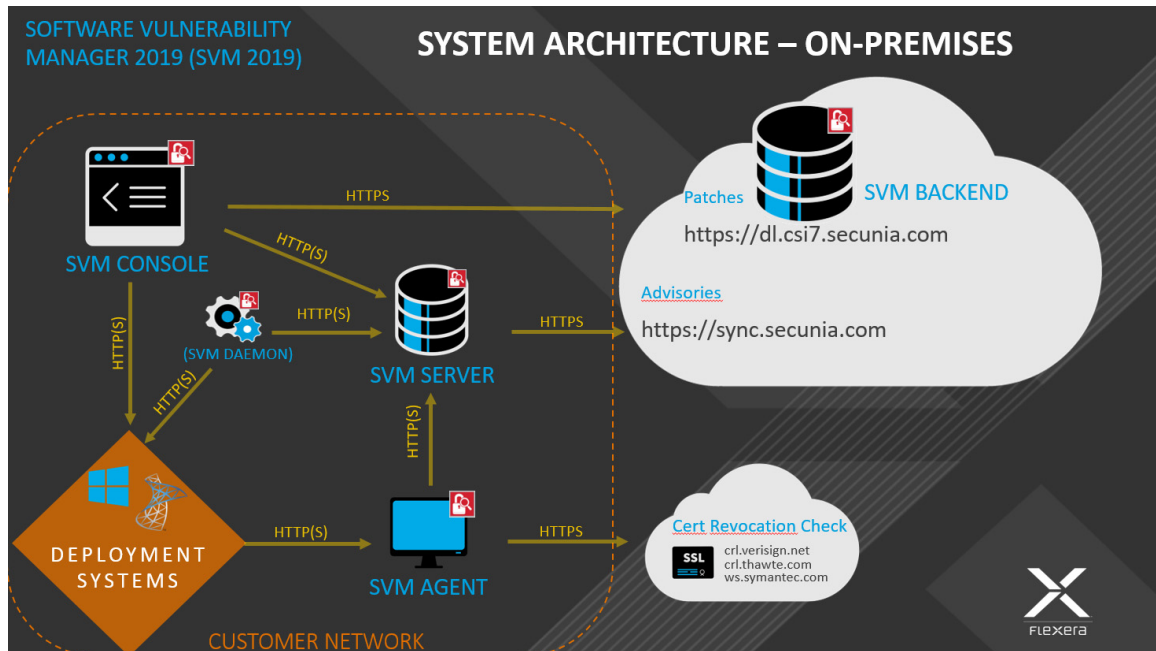 SOFTWARE VULNERABILITY
MANAGER 2019 (SVM 2019)
SYSTEM ARCHITECTURE – ON-PREMISES
SVM CONSOLE
HTTPS
HTTP(S)
HTTP(S)
(SVM DAEMON)
HTTP(S)
HTTP(S)
SVM SERVER
HTTPS
HTTP(S)
DEPLOYMENT
SYSTEMS
HTTP(S)
SVM AGENT
HTTPS
CUSTOMER NETWORK
Patches
SVM BACKEND
https://dl.csi7.secunia.com
Advisories
https://sync.secunia.com
Cert Revocation Check
SSL
crl.verisign.net
crl.thawte.com
ws.symantec.com
FLEXERA